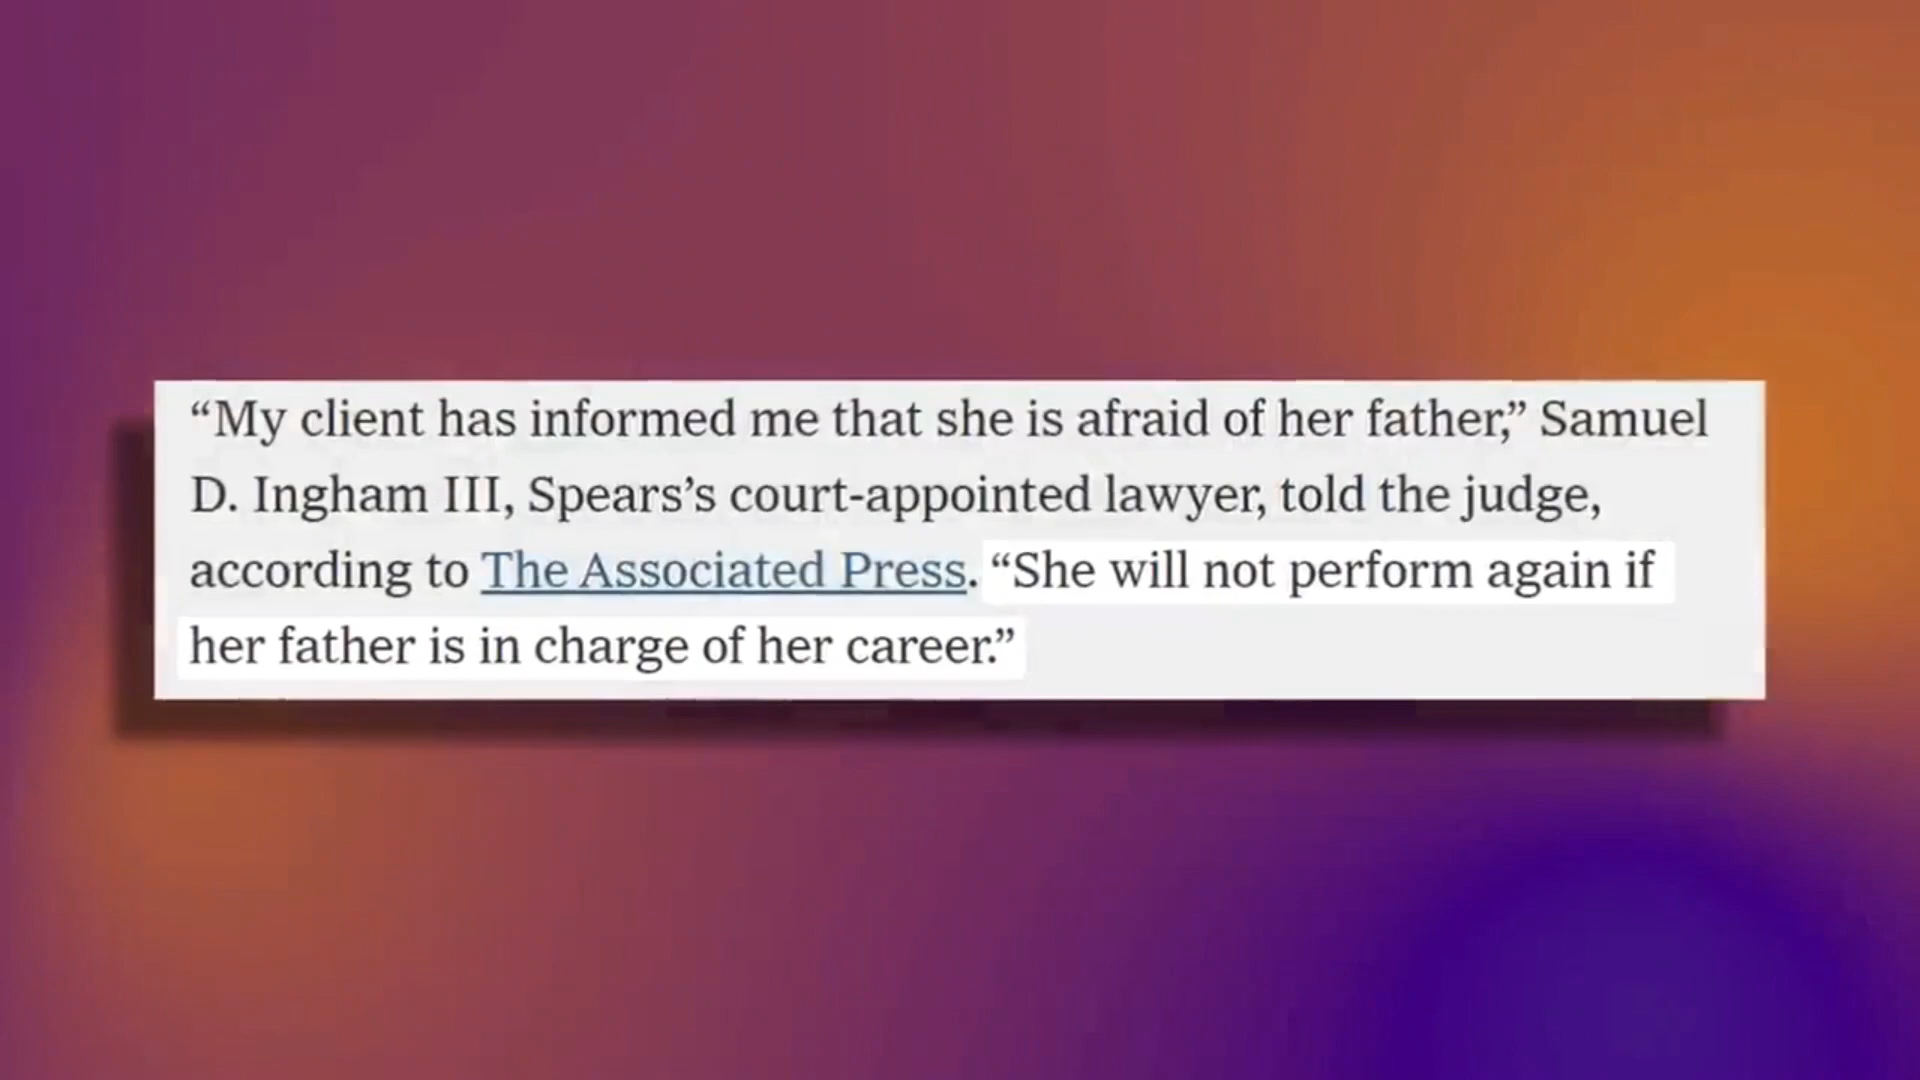 “My client has informed me that she is afraid of her father,” Samuel
D. Ingham III, Spears’s court-appointed lawyer, told the judge,
according to The Associated Press. “She will not perform again if
her father is in charge of her career.”